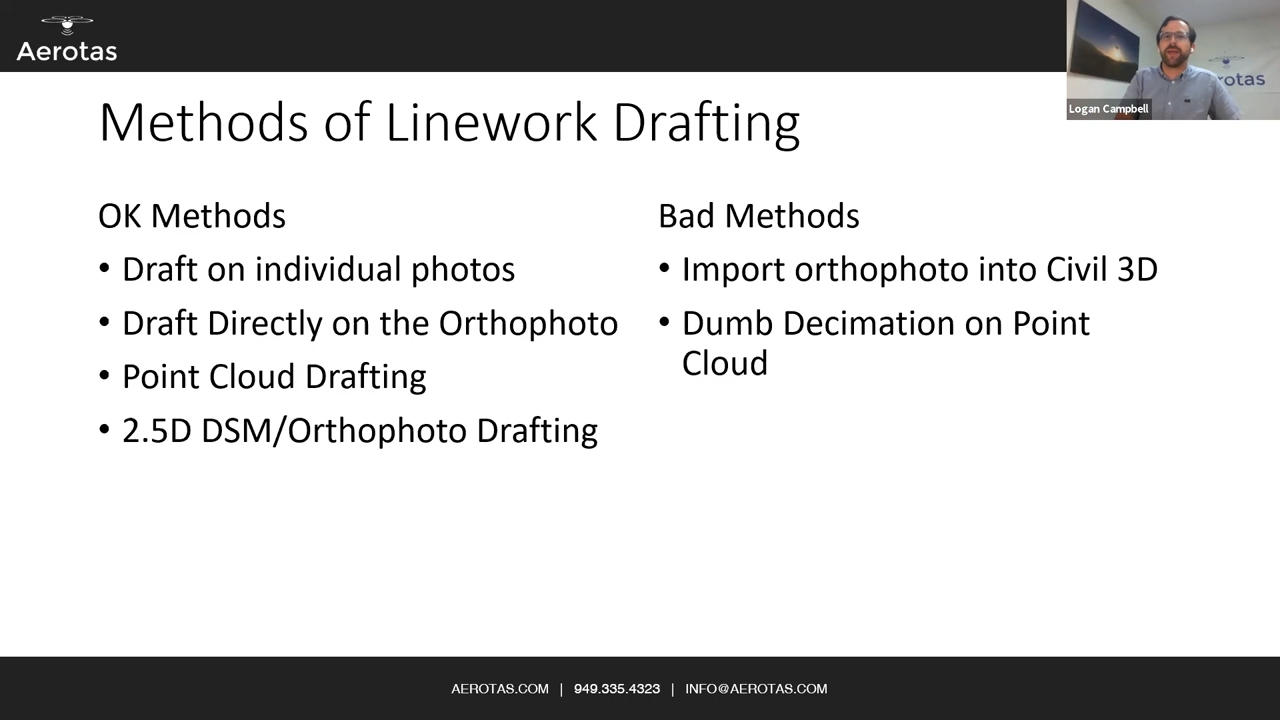 Aerotas
Logan Campbell
otas
Methods of Linework Drafting
OK Methods
• Draft on individual photos
• Draft Directly on the Orthophoto
• Point Cloud Drafting
• 2.5D DSM/Orthophoto Drafting
Bad Methods
• Import orthophoto into Civil 3D
• Dumb Decimation on Point
Cloud
AEROTAS.COM | 949.335.4323 | INFO@AEROTAS.COM